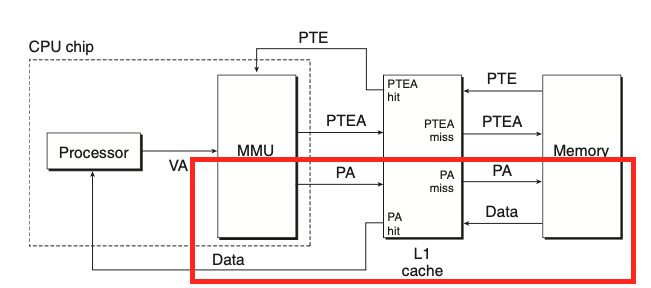 PTE
CPU chip
PTEA
hit
PTE
PTEA
PTEA
miss
PTEA
Processor
VA
MMU
Memory
PA
PA
miss
PA
PA
hit
Data
Data
L1
cache